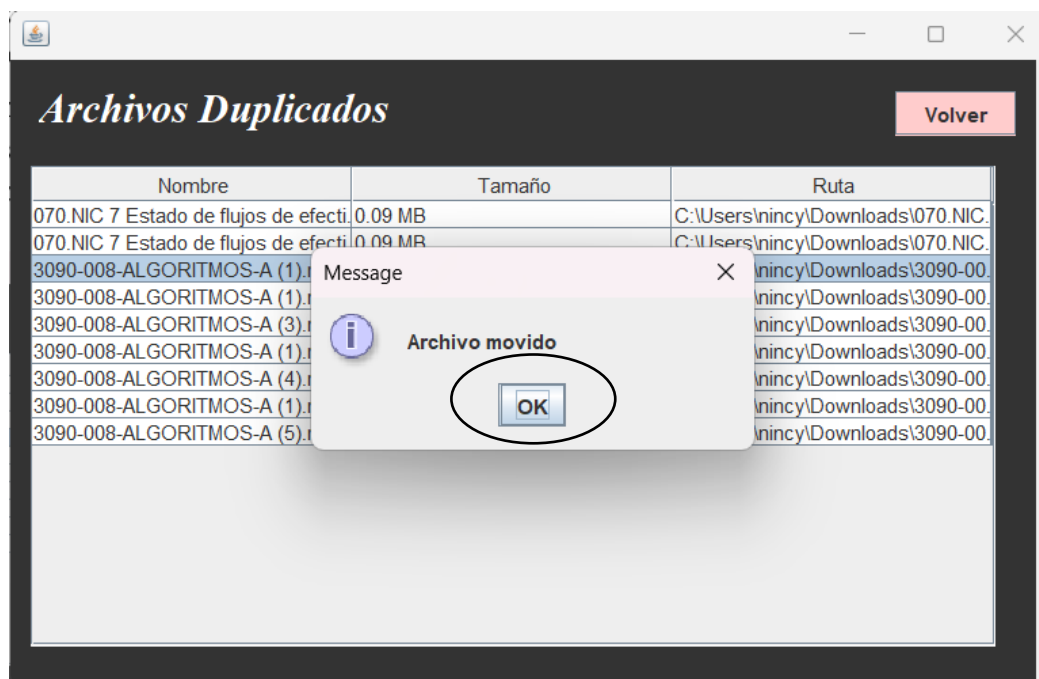 Archivos Duplicados
Volver
Nombre Tamaño Ruta
070.NIC 7 Estado de flujos de efecti. 0.09 MB C:\Users\nincy\Downloads\070.NIC.
070.NIC 7 Estado de flujos de efecti 0.09 MB C:\Users\nincy\Downloads\070.NIC.
3090-008-ALGORITMOS-A (1). \nincy\Downloads\3090-00.
3090-008-ALGORITMOS-A (1). \nincy\Downloads\3090-00.
3090-008-ALGORITMOS-A (3). \nincy\Downloads\3090-00.
3090-008-ALGORITMOS-A (1). \nincy\Downloads\3090-00.
3090-008-ALGORITMOS-A (4). \nincy\Downloads\3090-00.
3090-008-ALGORITMOS-A (1). \nincy\Downloads\3090-00.
3090-008-ALGORITMOS-A (5). \nincy\Downloads\3090-00.
Message
Archivo movido
OK